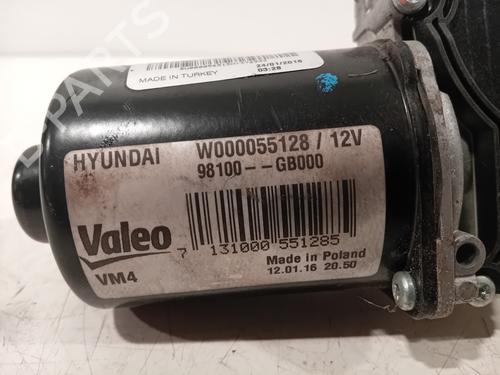 MADE IN TURKEY
24/01/2016
03:28
HYUNDAI
W000055128 / 12V
98100--GB000
Valeo
7 131000 551285
VM4
Made in Poland
12.01.16 20.50